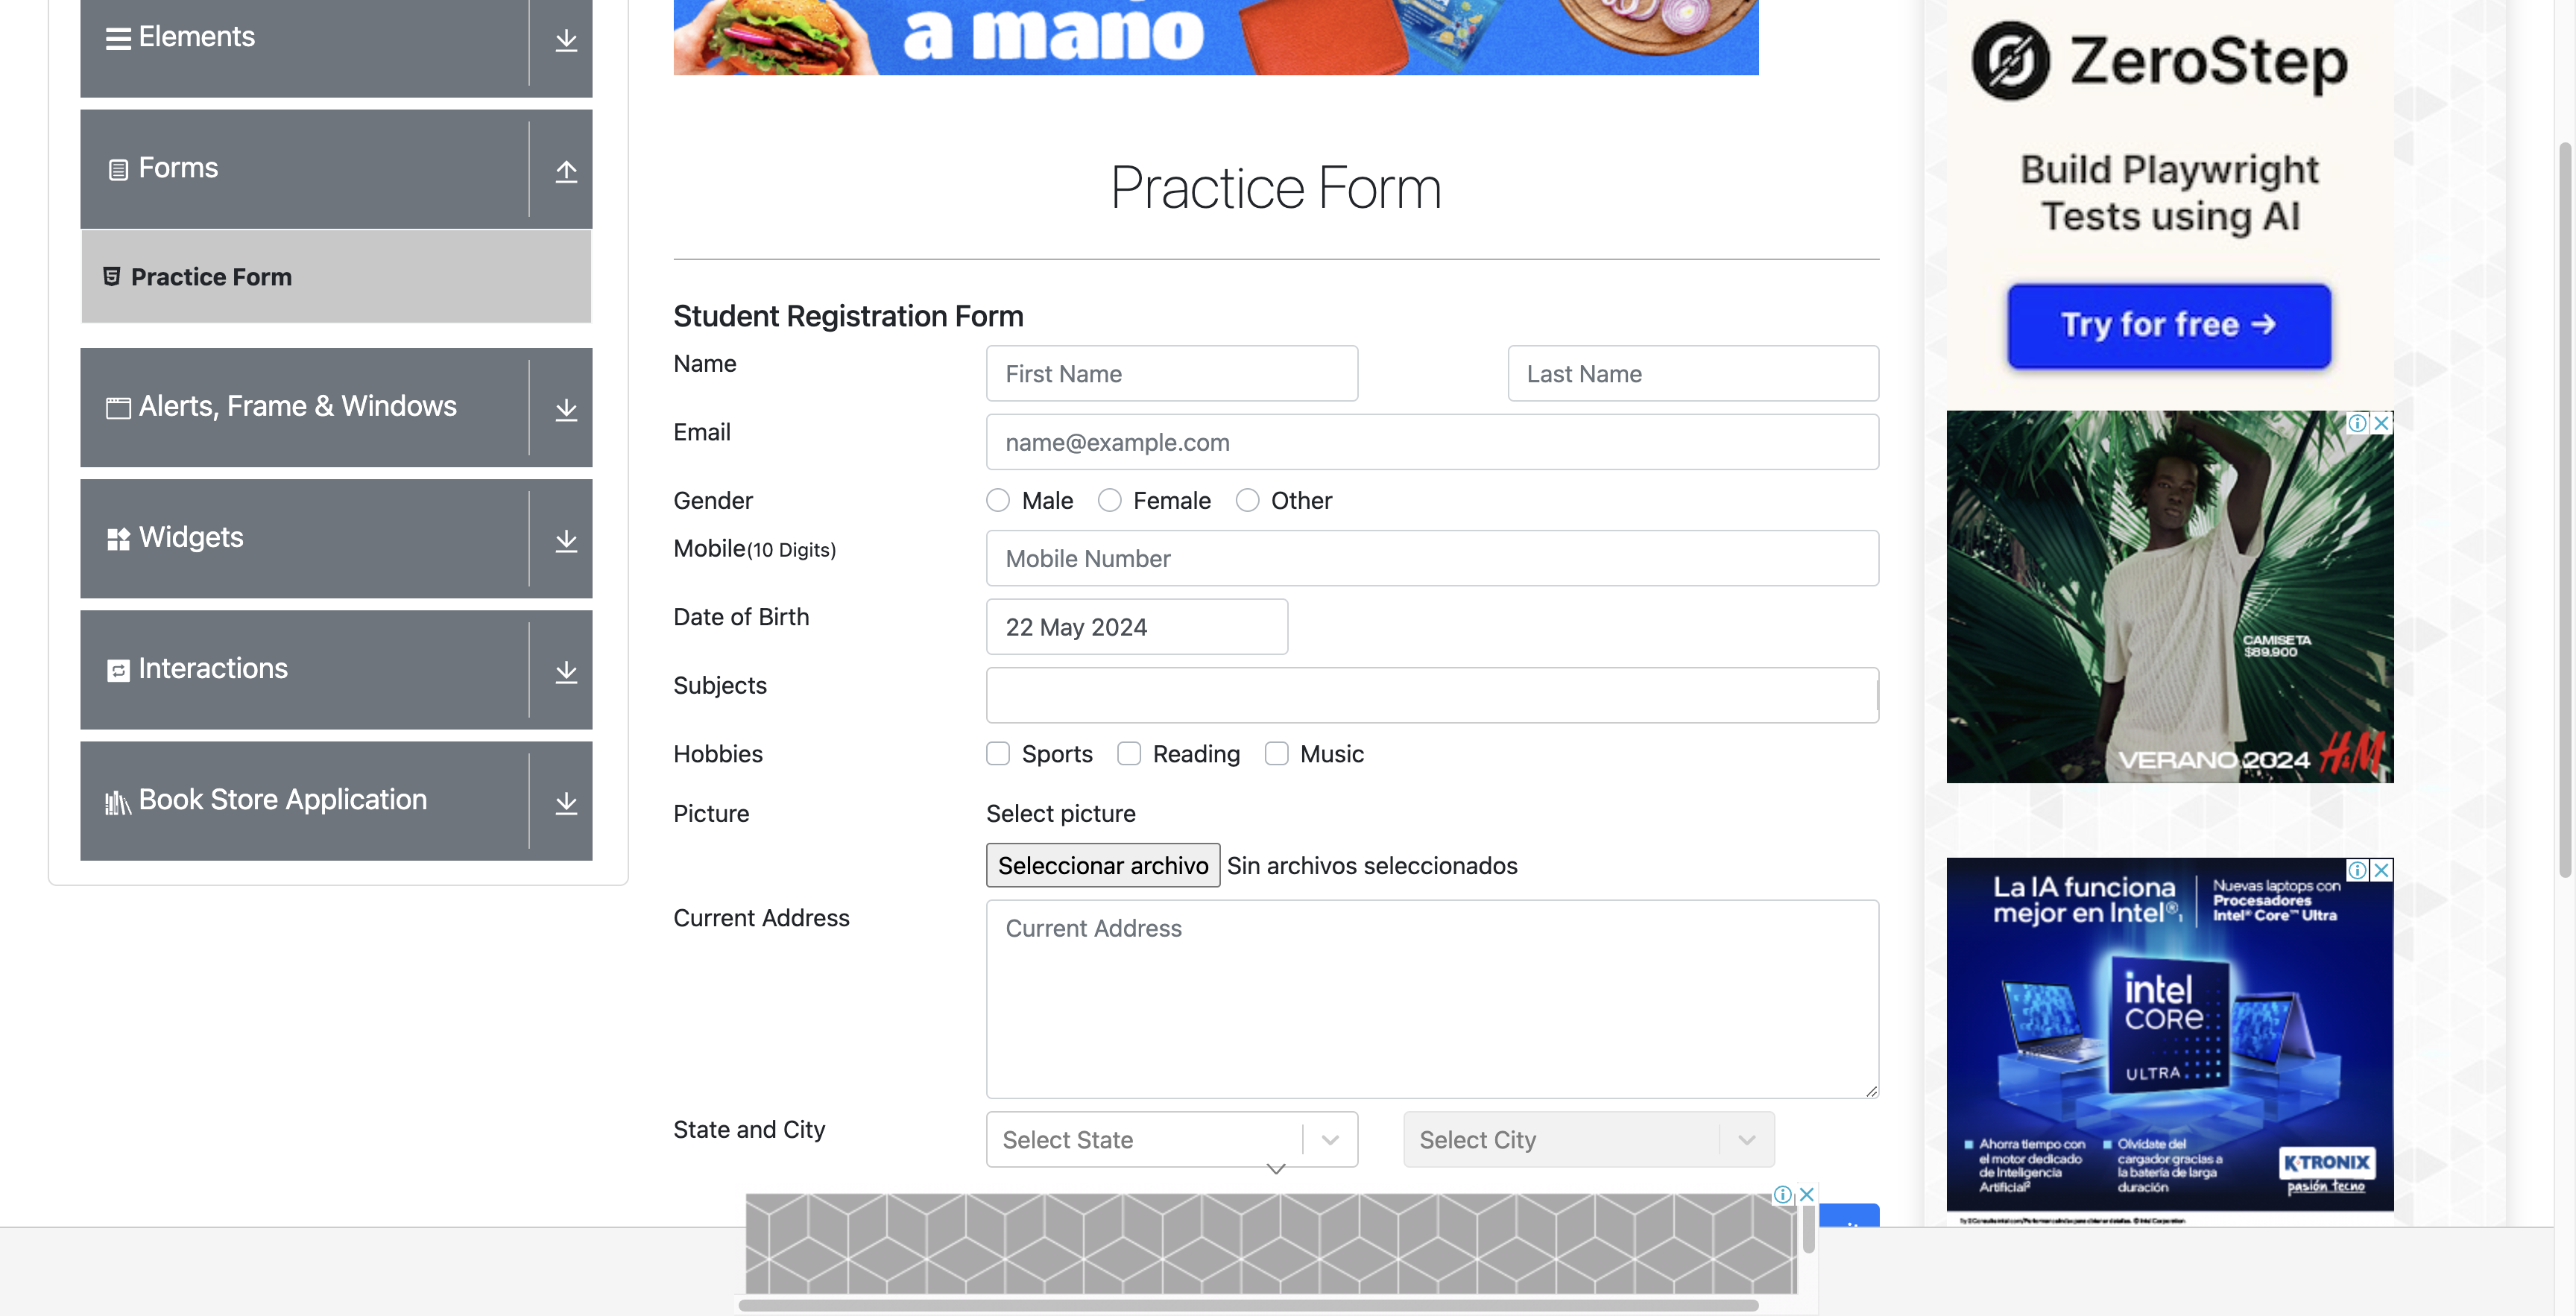 Elements
Forms
Practice Form
Alerts, Frame & Windows
Widgets
Interactions
Book Store Application
a mano
Practice Form
Student Registration Form
Name
First Name
Last Name
Email
name@example.com
Gender
Male
Female
Other
Mobile(10 Digits)
Mobile Number
Date of Birth
22 May 2024
Subjects
Hobbies
Sports
Reading
Music
Picture
Select picture
Seleccionar archivo
Sin archivos seleccionados
Current Address
Current Address
State and City
Select State
Select City
ZeroStep
Build Playwright
Tests using AI
Try for free →
CAMISETA
$89.900
VERANO 2024 H&M
La IA funciona
mejor en Intel®
Nuevas laptops con
Procesadores
Intel® Core™ Ultra
intel
CORE
ULTRA
Ahorra tiempo con
el motor dedicado
de Inteligencia
Artificial²
Olvídate del
cargador gracias a
la batería de larga
duración
K-TRONIX
pasión tecno